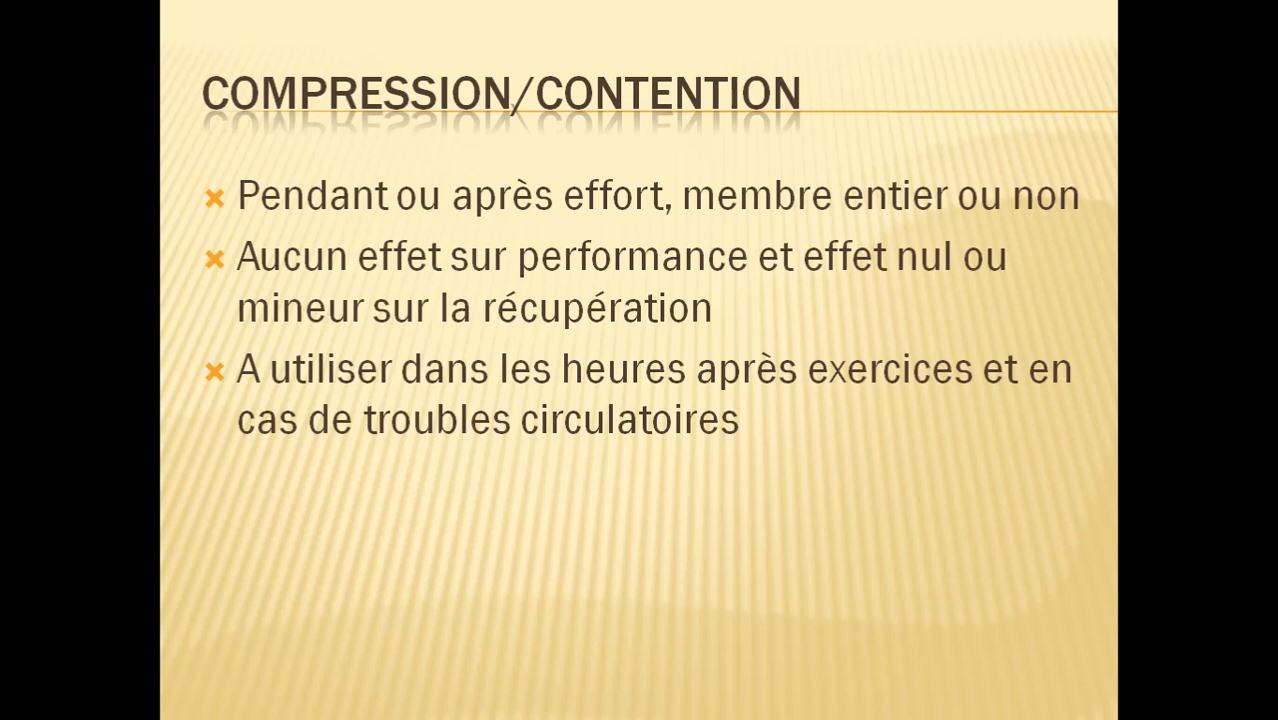 COMPRESSION/CONTENTION
Pendant ou après effort, membre entier ou non
Aucun effet sur performance et effet nul ou
mineur sur la récupération
A utiliser dans les heures après exercices et en
cas de troubles circulatoires